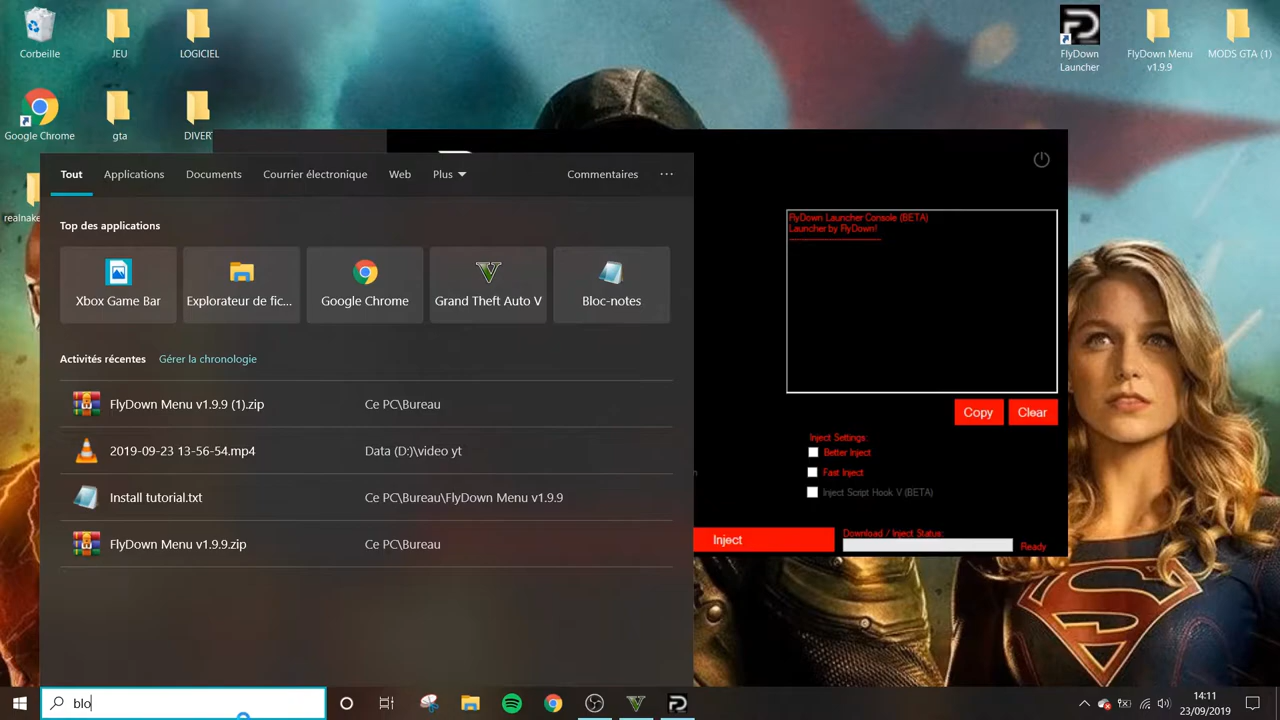 Corbeille
JEU
LOGICIEL
FlyDown
Launcher
FlyDown Menu
v1.9.9
MODS GTA (1)
Google Chrome
gta
DIVER
realnake
Tout
Applications
Documents
Courrier électronique
Web
Plus
Commentaires
...
Top des applications
Xbox Game Bar
Explorateur de fic...
Google Chrome
Grand Theft Auto V
Bloc-notes
Activités récentes
Gérer la chronologie
FlyDown Menu v1.9.9 (1).zip
Ce PC\Bureau
2019-09-23 13-56-54.mp4
Data (D:)\video yt
Install tutorial.txt
Ce PC\Bureau\FlyDown Menu v1.9.9
FlyDown Menu v1.9.9.zip
Ce PC\Bureau
FlyDown Launcher Console (BETA)
Launcher by FlyDown!
Copy
Clear
Inject Settings:
Better Inject
Fast Inject
Inject Script Hook V (BETA)
Inject
Download / Inject Status:
Ready
blo
14:11
23/09/2019